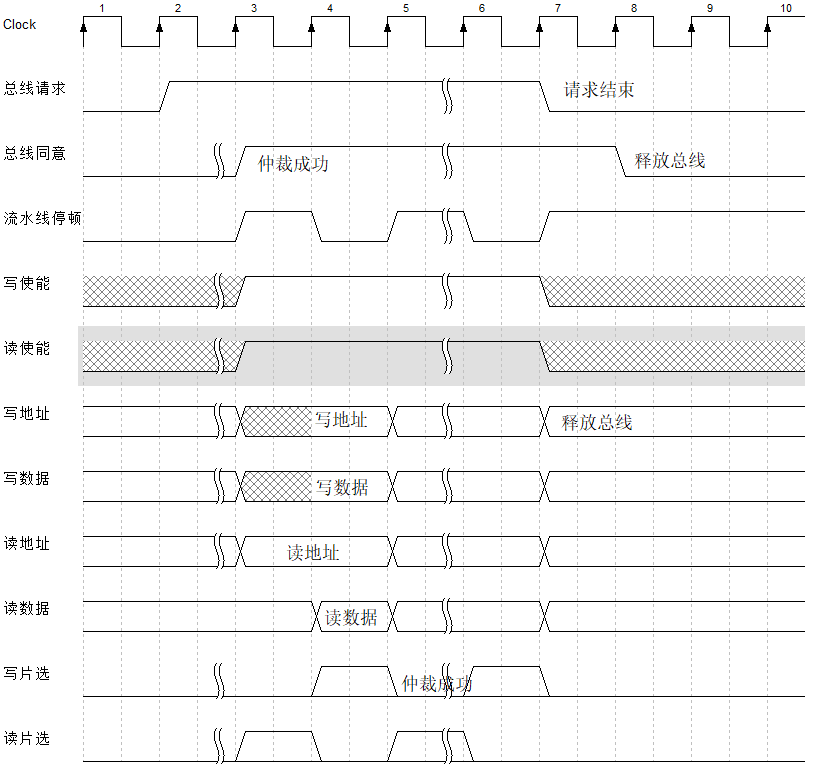 1 2 3 4 5 6 7 8 9 10
Clock
总线请求 请求结束
总线同意 仲裁成功 释放总线
流水线停顿
写使能
读使能
写地址 写地址 释放总线
写数据 写数据
读地址 读地址
读数据 读数据
写片选 仲裁成功
读片选